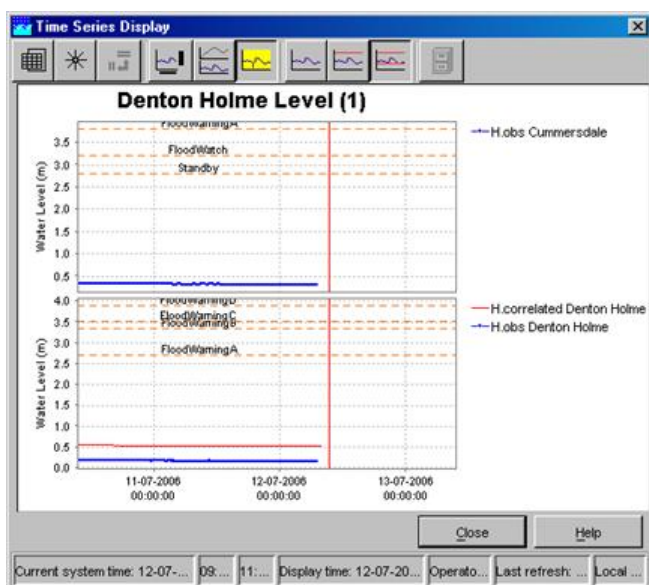 Time Series Display
Denton Holme Level (1)
FloodWarningA
FloodWatch
Standby
3.5
3.0
2.5
2.0
1.5
1.0
0.5
Water Level (m)
H.obs Cummersdale
FloodWarningD
FloodWarningC
FloodWarningB
FloodWarningA
4.0
3.5
3.0
2.5
2.0
1.5
1.0
0.5
0.0
Water Level (m)
H.correlated Denton Holme
H.obs Denton Holme
11-07-2006 12-07-2006 13-07-2006
00:00:00 00:00:00 00:00:00
Close Help
Current system time: 12-07-... 09:... 11:... Display time: 12-07-20... Operato... Last refresh: ... Local ...